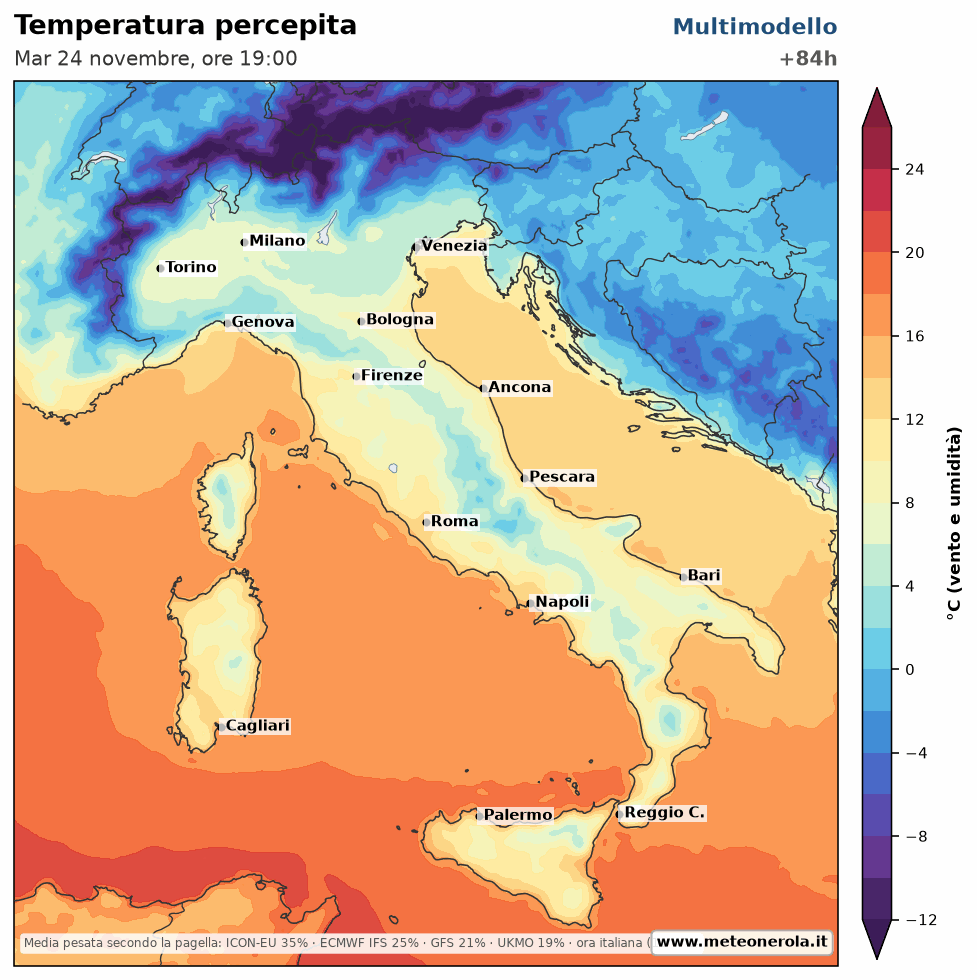 Temperatura percepita
Multimodello
Mar 24 novembre, ore 19:00
+84h
Milano
Venezia
Torino
Genova
Bologna
Firenze
Ancona
Pescara
Roma
Bari
Napoli
Cagliari
Palermo
Reggio C.
24
20
16
12
8
4
0
−4
−8
−12
°C (vento e umidità)
Media pesata secondo la pagella: ICON-EU 35% · ECMWF IFS 25% · GFS 21% · UKMO 19% · ora italiana (
www.meteonerola.it